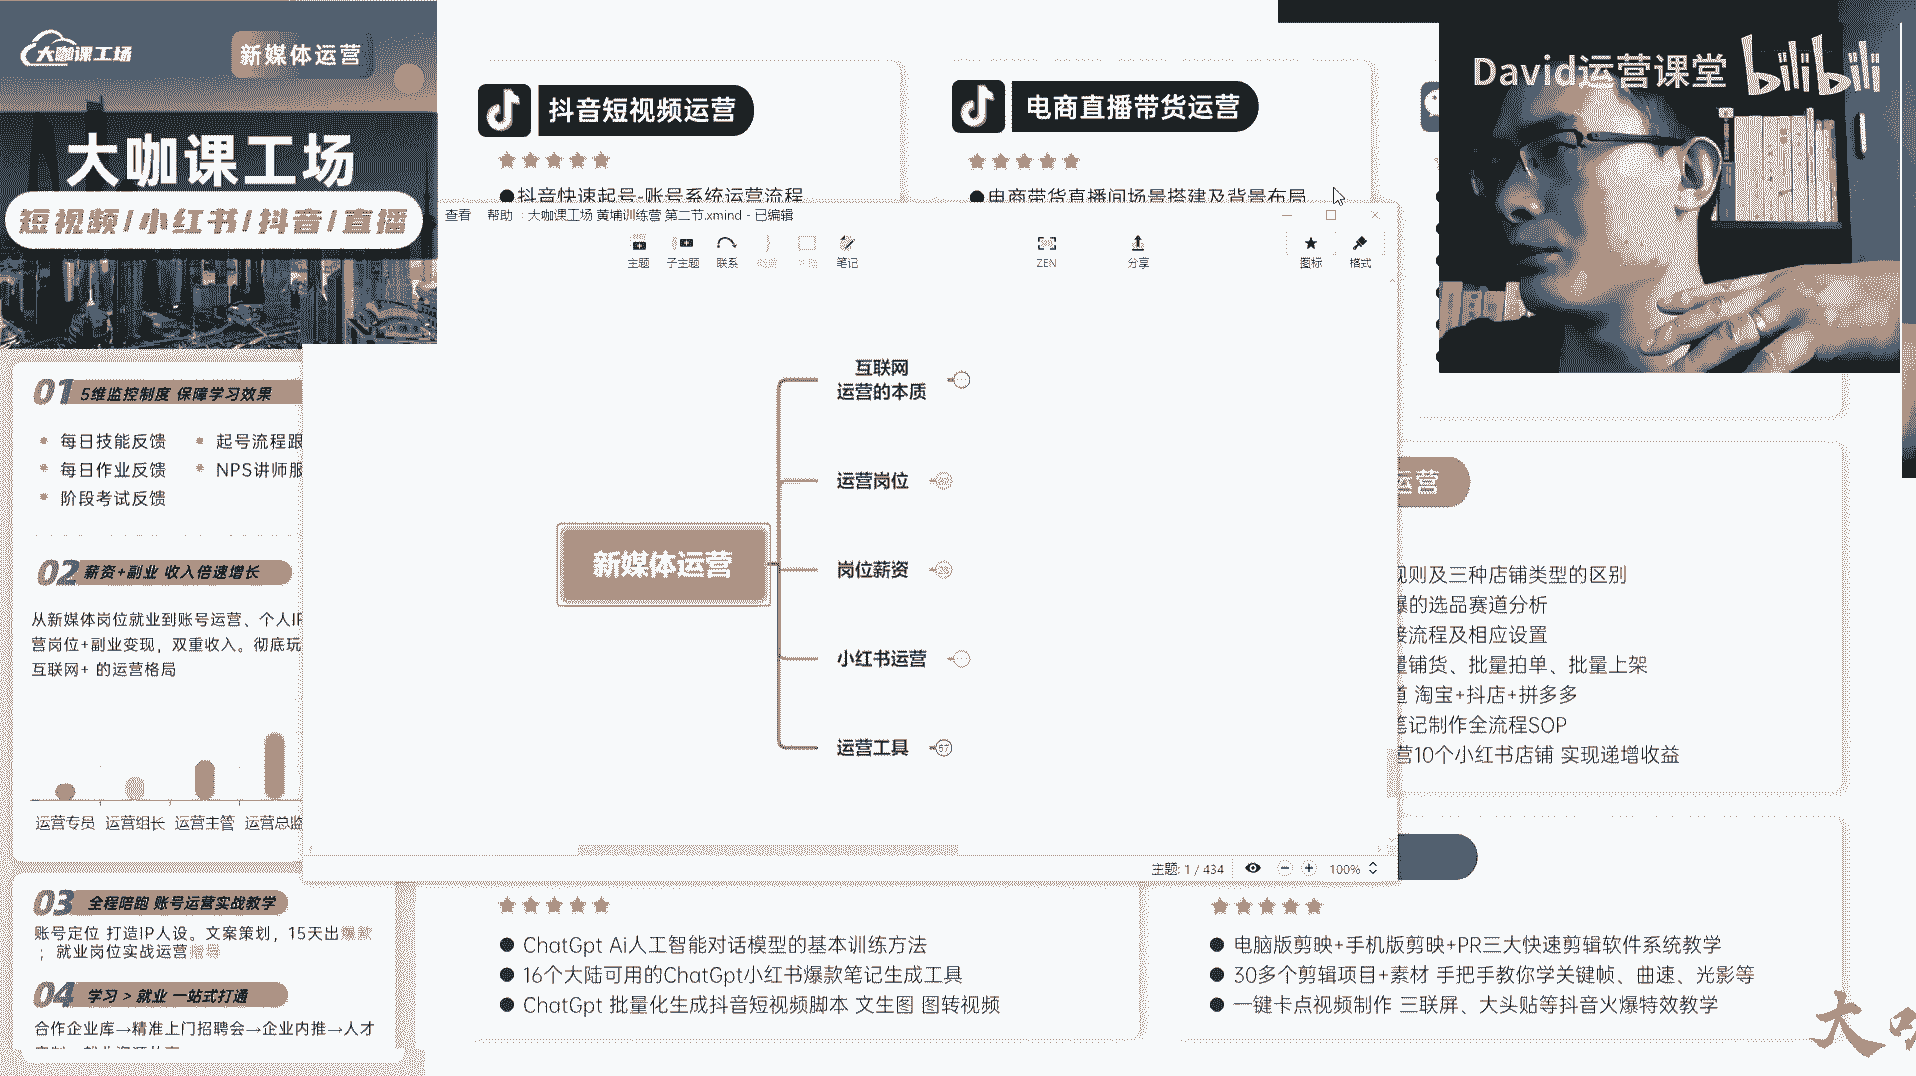 大咖课工场
新媒体运营
大咖课工场
短视频/小红书/抖音/直播
01 5维监控制度 保障学习效果
每日技能反馈
起号流程跟
每日作业反馈
NPS讲师服
阶段考试反馈
02 薪资+副业 收入倍速增长
从新媒体岗位就业到账号运营、个人IP
营岗位+副业变现，双重收入。彻底玩
互联网+ 的运营格局
运营专员 运营组长 运营主管 运营总监
03 全程陪跑 账号运营实战教学
账号定位 打造IP人设。文案策划，15天出爆款
；就业岗位实战运营指导
04 学习 > 就业 一站式打通
合作企业库→精准上门招聘会→企业内推→人才
抖音短视频运营
抖音快速起号-账号系统运营流程
电商直播带货运营
电商带货直播间场景搭建及背景布局
David运营课堂 bilibili
查看 帮助 大咖课工场 黄埔训练营 第二节.xmind - 已编辑
主题 子主题 联系 笔记 ZEN 分享 图标 格式
互联网
运营的本质
运营岗位
新媒体运营
岗位薪资 28
小红书运营
运营工具 57
主题: 1 / 434 100%
运营
规则及三种店铺类型的区别
爆的选品赛道分析
接流程及相应设置
量铺货、批量拍单、批量上架
道 淘宝+抖店+拼多多
笔记制作全流程SOP
营10个小红书店铺 实现递增收益
ChatGpt Ai人工智能对话模型的基本训练方法
16个大陆可用的ChatGpt小红书爆款笔记生成工具
ChatGpt 批量化生成抖音短视频脚本 文生图 图转视频
电脑版剪映+手机版剪映+PR三大快速剪辑软件系统教学
30多个剪辑项目+素材 手把手教你学关键帧、曲速、光影等
一键卡点视频制作 三联屏、大头贴等抖音火爆特效教学
大咖